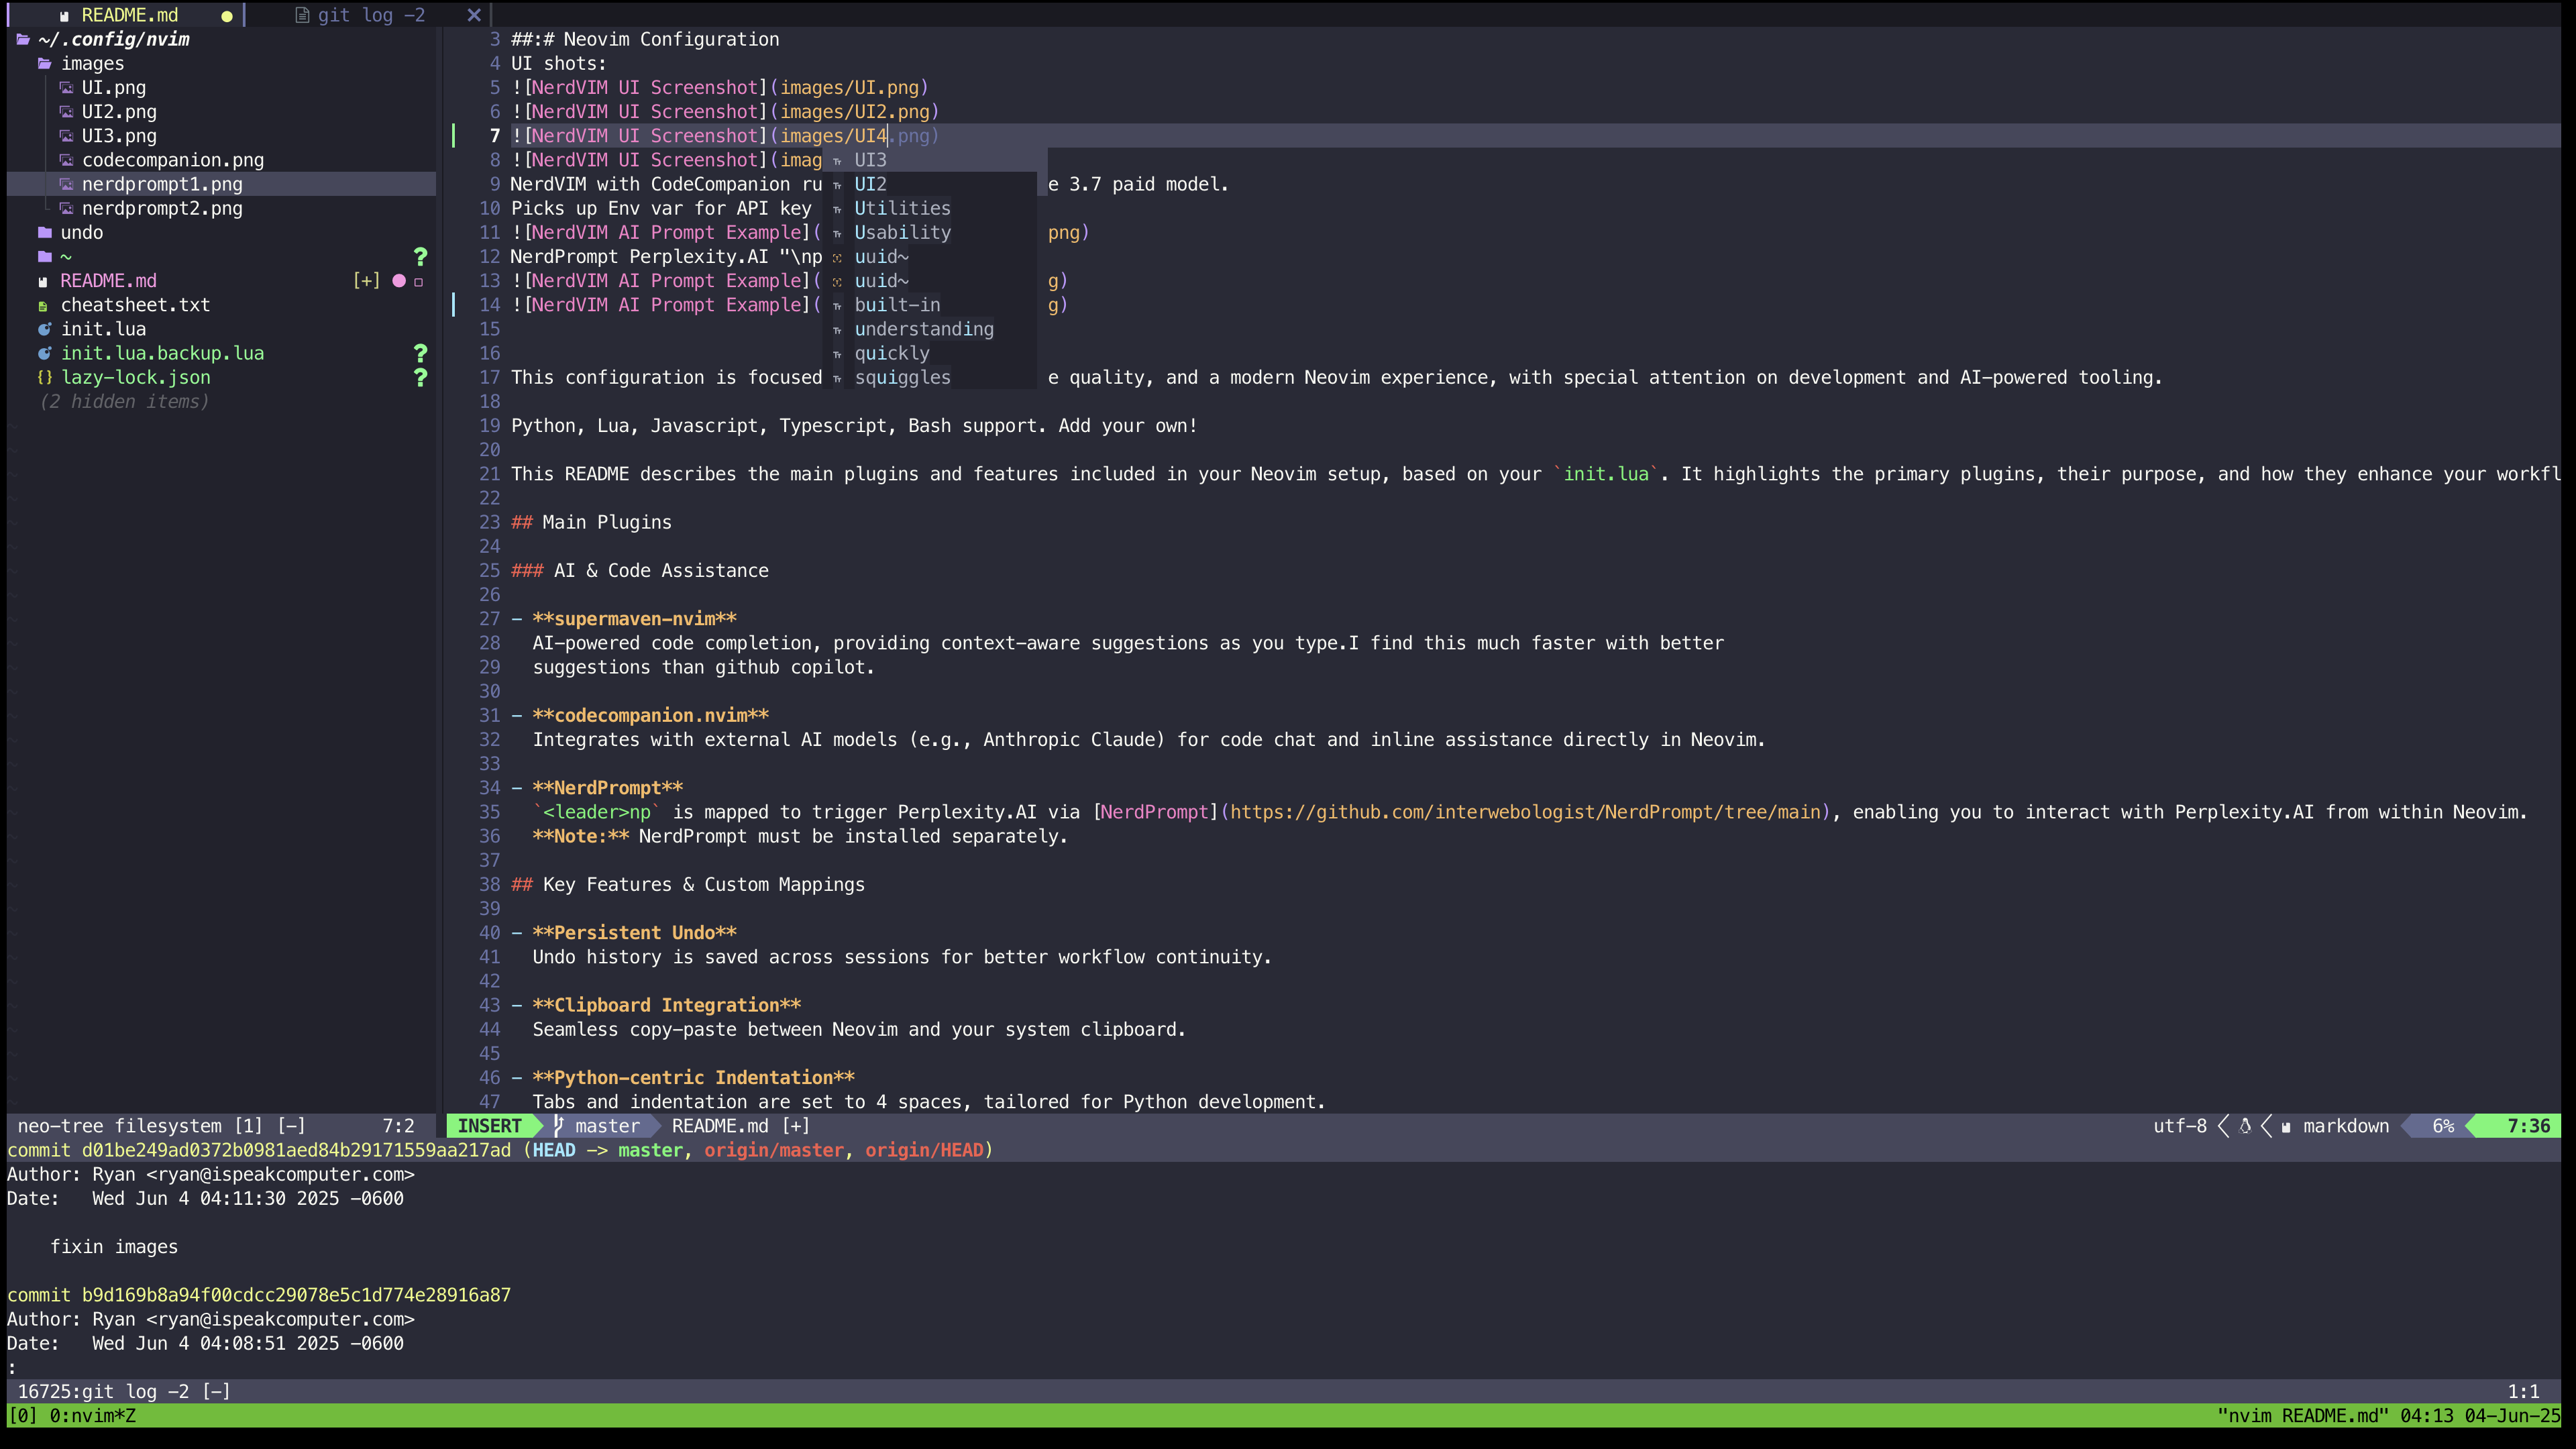 README.md
git log -2
~/.config/nvim
images
UI.png
UI2.png
UI3.png
codecompanion.png
nerdprompt1.png
nerdprompt2.png
undo
~ ?
README.md [+]
cheatsheet.txt
init.lua
init.lua.backup.lua ?
lazy-lock.json ?
(2 hidden items)
3 ##:# Neovim Configuration
4 UI shots:
5 ![NerdVIM UI Screenshot](images/UI.png)
6 ![NerdVIM UI Screenshot](images/UI2.png)
7 ![NerdVIM UI Screenshot](images/UI4.png)
8 ![NerdVIM UI Screenshot](imag
9 NerdVIM with CodeCompanion ru e 3.7 paid model.
10 Picks up Env var for API key
11 ![NerdVIM AI Prompt Example]( png)
12 NerdPrompt Perplexity.AI "\np
13 ![NerdVIM AI Prompt Example]( g)
14 ![NerdVIM AI Prompt Example]( g)
15
16
17 This configuration is focused e quality, and a modern Neovim experience, with special attention on development and AI-powered tooling.
18
19 Python, Lua, Javascript, Typescript, Bash support. Add your own!
20
21 This README describes the main plugins and features included in your Neovim setup, based on your `init.lua`. It highlights the primary plugins, their purpose, and how they enhance your workfl
22
23 ## Main Plugins
24
25 ### AI & Code Assistance
26
27 - **supermaven-nvim**
28 AI-powered code completion, providing context-aware suggestions as you type.I find this much faster with better
29 suggestions than github copilot.
30
31 - **codecompanion.nvim**
32 Integrates with external AI models (e.g., Anthropic Claude) for code chat and inline assistance directly in Neovim.
33
34 - **NerdPrompt**
35 `<leader>np` is mapped to trigger Perplexity.AI via [NerdPrompt](https://github.com/interwebologist/NerdPrompt/tree/main), enabling you to interact with Perplexity.AI from within Neovim.
36 **Note:** NerdPrompt must be installed separately.
37
38 ## Key Features & Custom Mappings
39
40 - **Persistent Undo**
41 Undo history is saved across sessions for better workflow continuity.
42
43 - **Clipboard Integration**
44 Seamless copy-paste between Neovim and your system clipboard.
45
46 - **Python-centric Indentation**
47 Tabs and indentation are set to 4 spaces, tailored for Python development.
UI3
UI2
Utilities
Usability
uuid~
uuid~
built-in
understanding
quickly
squiggles
neo-tree filesystem [1] [-] 7:2
INSERT master README.md [+] utf-8 markdown 6% 7:36
commit d01be249ad0372b0981aed84b29171559aa217ad (HEAD -> master, origin/master, origin/HEAD)
Author: Ryan <ryan@ispeakcomputer.com>
Date: Wed Jun 4 04:11:30 2025 -0600
fixin images
commit b9d169b8a94f00cdcc29078e5c1d774e28916a87
Author: Ryan <ryan@ispeakcomputer.com>
Date: Wed Jun 4 04:08:51 2025 -0600
:
16725:git log -2 [-] 1:1
[0] 0:nvim*Z "nvim README.md" 04:13 04-Jun-25